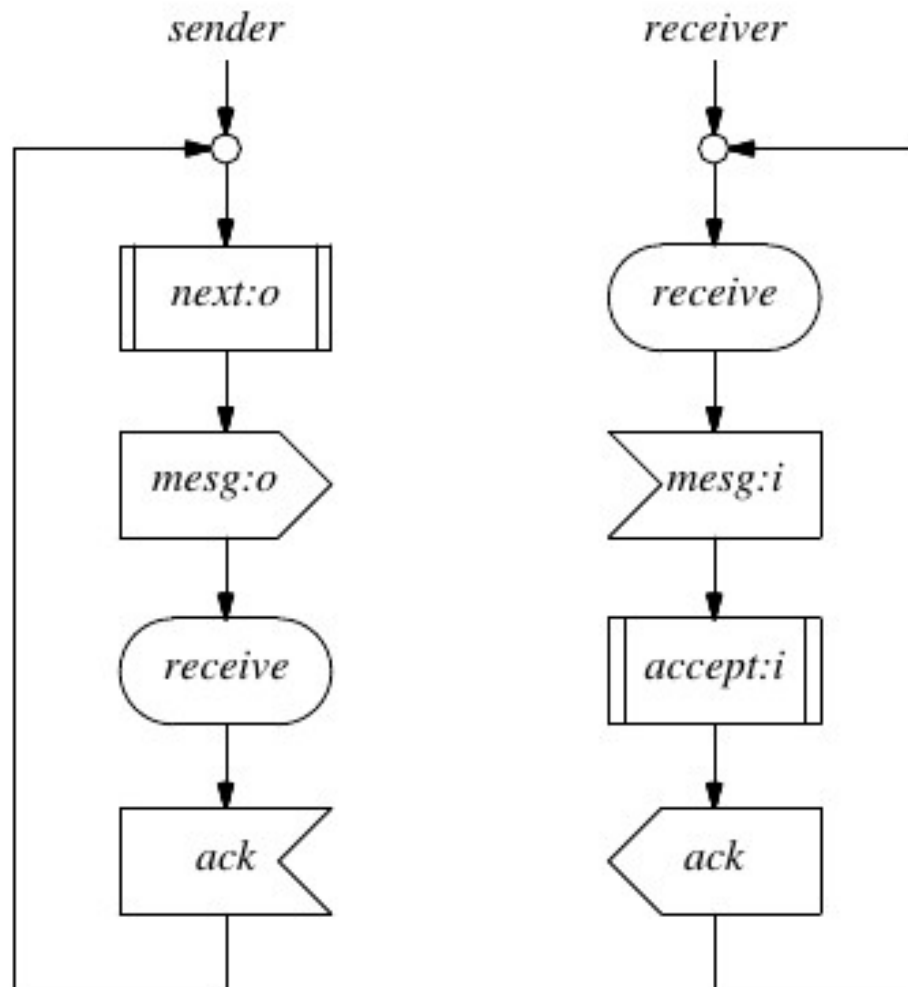 sender
receiver
next:o
receive
mesg:o
mesg:i
receive
accept:i
ack
ack